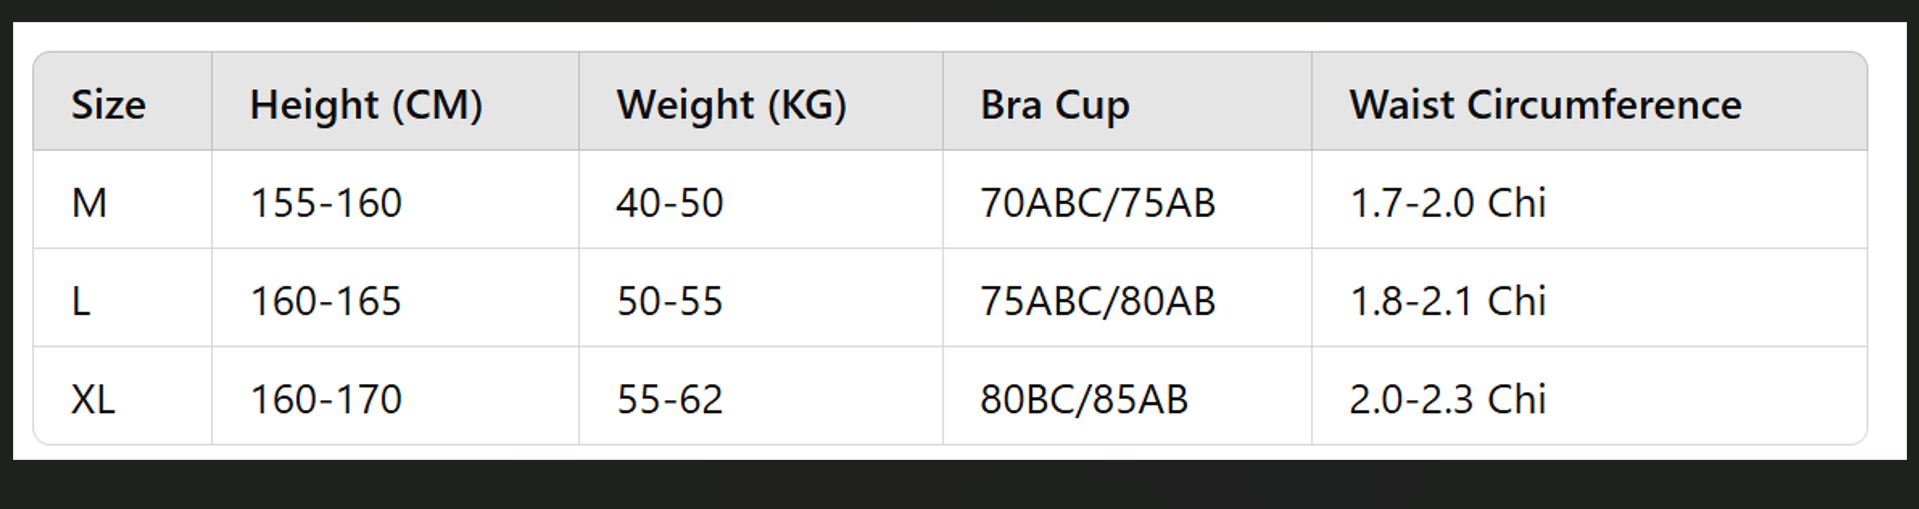 Size Height (CM) Weight (KG) Bra Cup Waist Circumference
M 155-160 40-50 70ABC/75AB 1.7-2.0 Chi
L 160-165 50-55 75ABC/80AB 1.8-2.1 Chi
XL 160-170 55-62 80BC/85AB 2.0-2.3 Chi